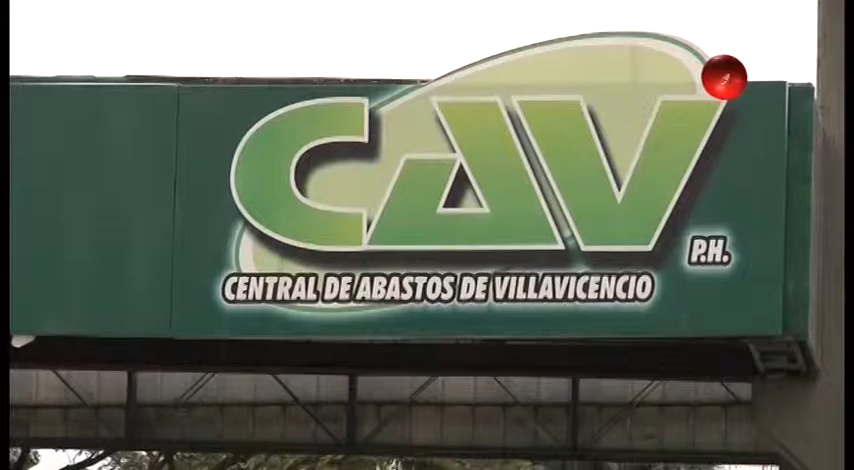 CAV
P.H.
CENTRAL DE ABASTOS DE VILLAVICENCIO